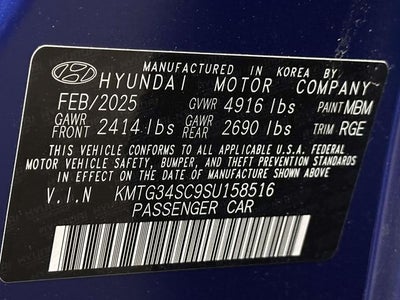 MANUFACTURED IN KOREA BY
HYUNDAI MOTOR COMPANY
FEB/2025 GVWR 4916 lbs PAINT MBM
GAWR FRONT 2414 lbs GAWR REAR 2690 lbs TRIM RGE
THIS VEHICLE CONFORMS TO ALL APPLICABLE U.S.A. FEDERAL
MOTOR VEHICLE SAFETY, BUMPER, AND THEFT PREVENTION STANDARDS
IN EFFECT ON THE DATE OF MANUFACTURE SHOWN ABOVE.
V.I.N KMTG34SC9SU158516
PASSENGER CAR